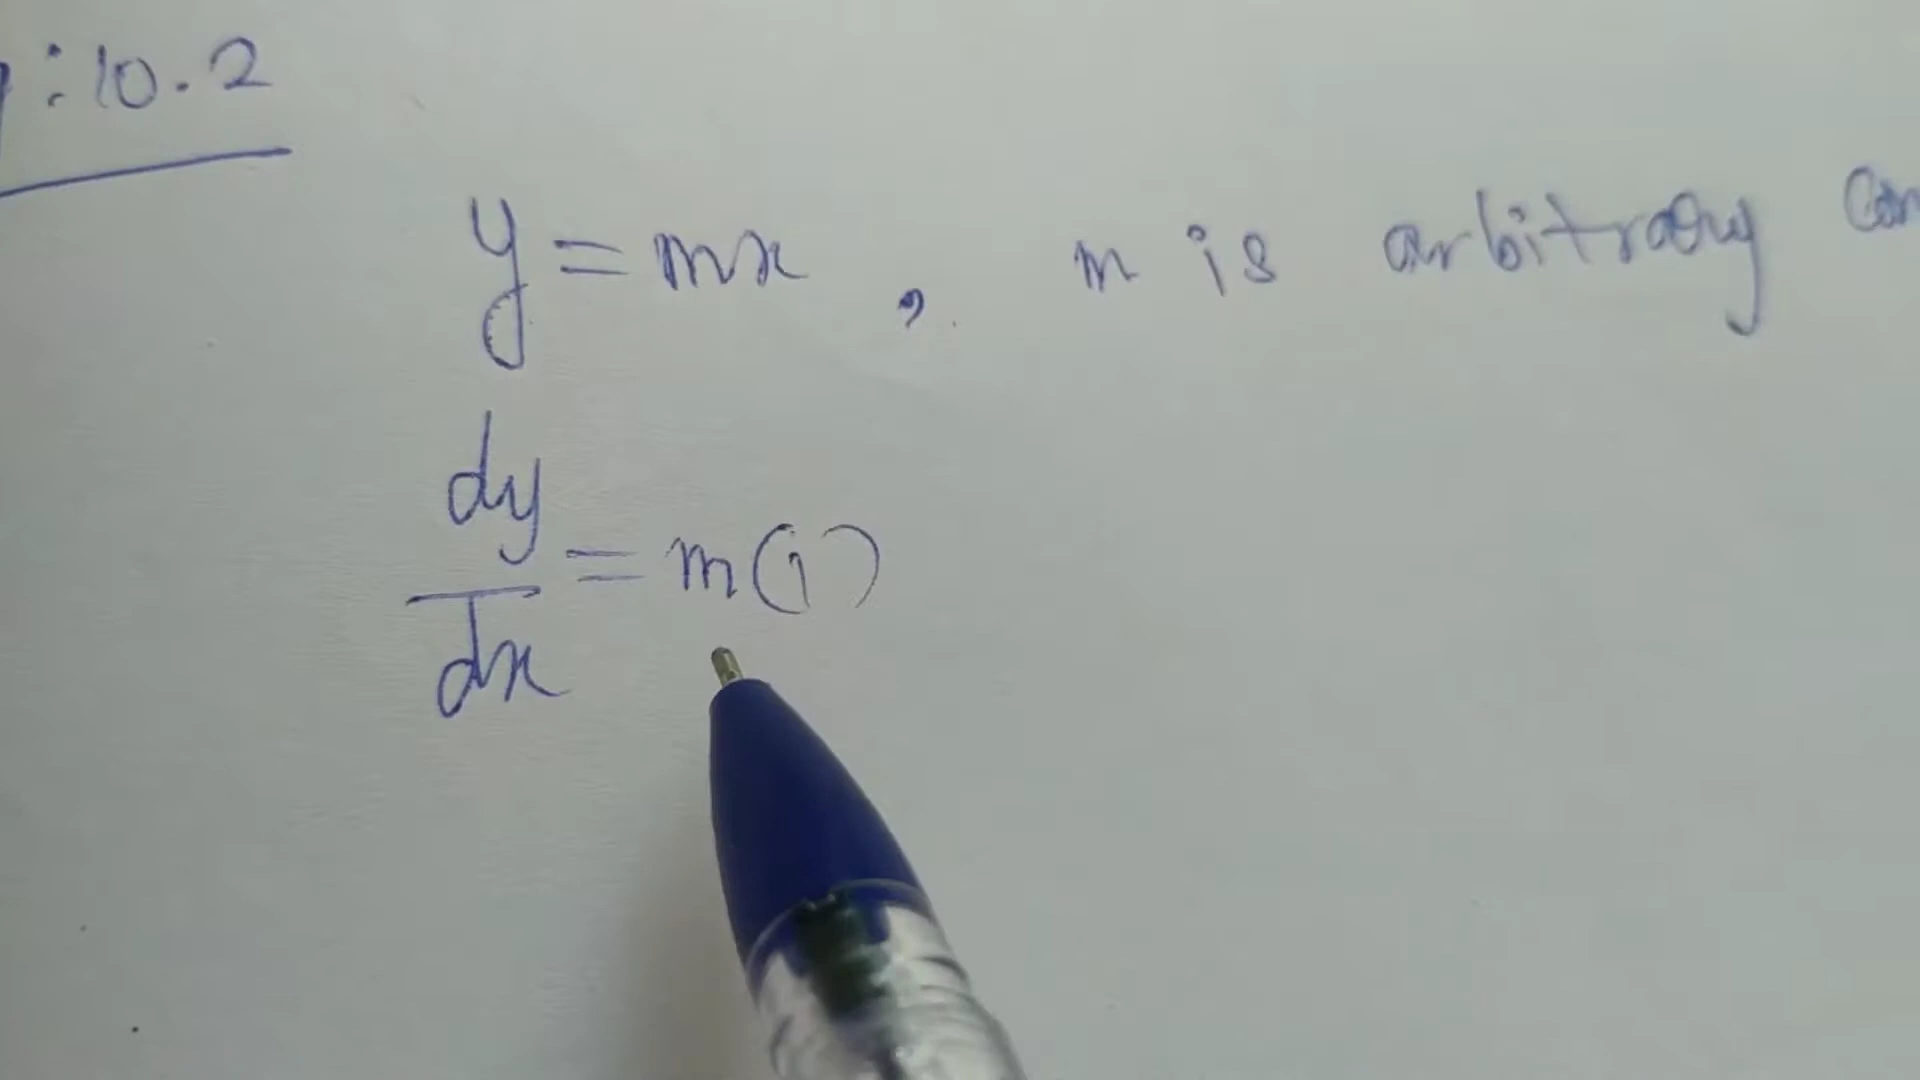 : 10.2
y = mx , m is arbitrary
dy/dx = m(1)